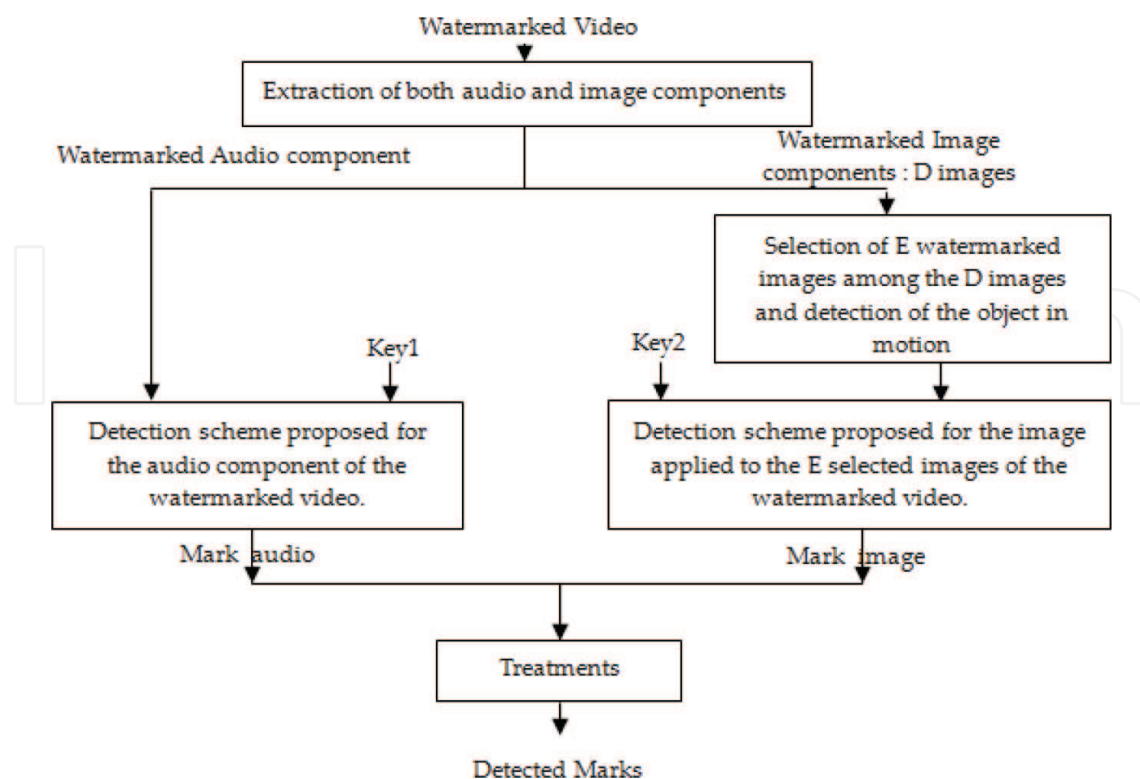 Watermarked Video
Extraction of both audio and image components
Watermarked Audio component
Watermarked Image
components : D images
Selection of E watermarked
images among the D images
and detection of the object in
motion
Key1
Key2
Detection scheme proposed for
the audio component of the
watermarked video.
Detection scheme proposed for the image
applied to the E selected images of the
watermarked video.
Mark audio
Mark image
Treatments
Detected Marks